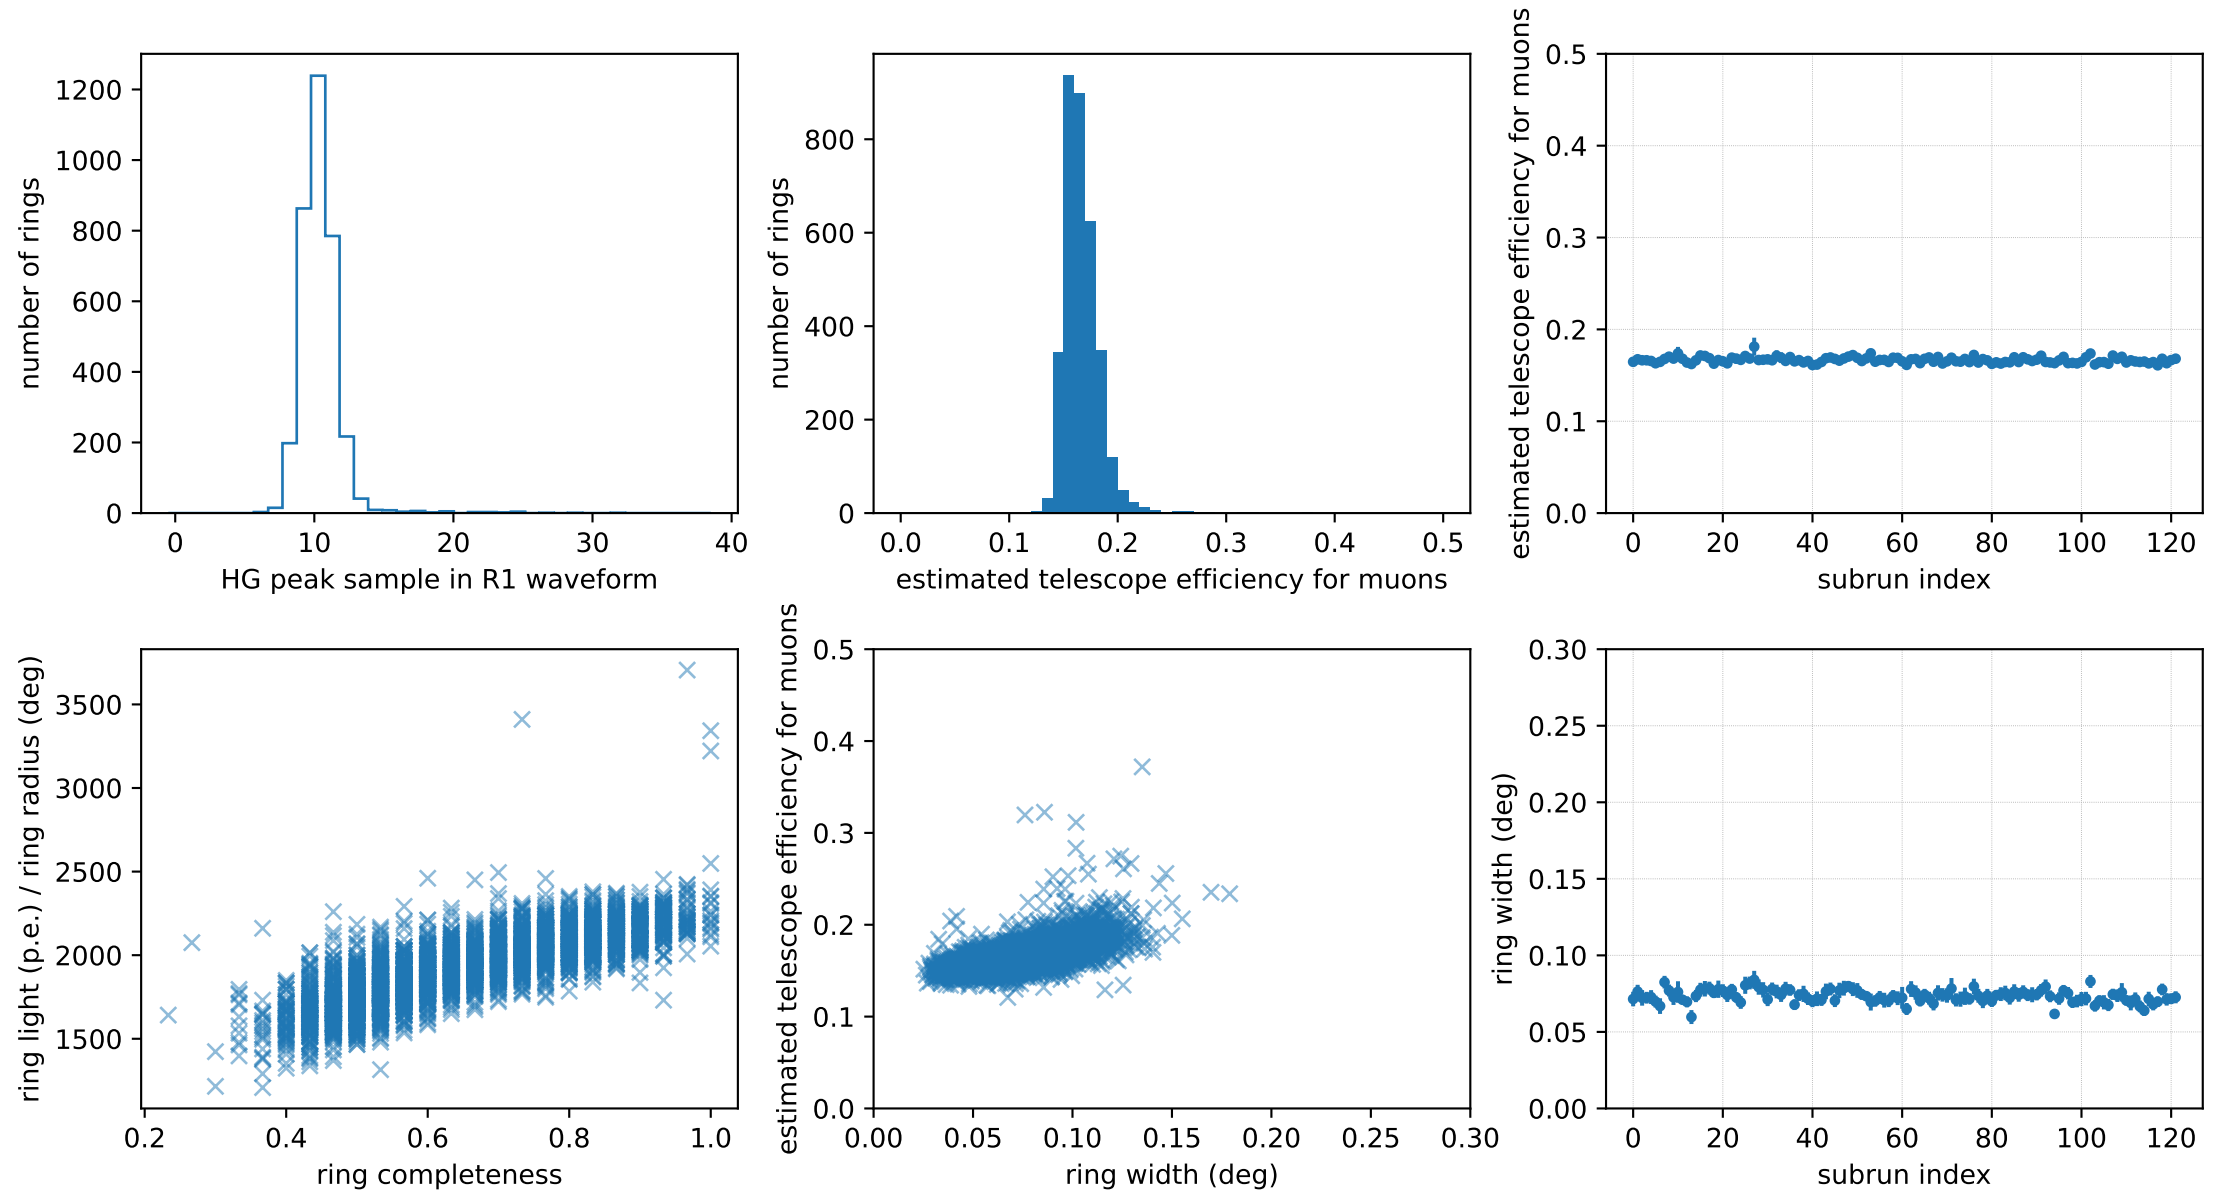 1200
1000
800
600
400
200
0
number of rings
0 10 20 30 40
HG peak sample in R1 waveform
800
600
400
200
0
number of rings
0.0 0.1 0.2 0.3 0.4 0.5
estimated telescope efficiency for muons
0.5
0.4
0.3
0.2
0.1
0.0
estimated telescope efficiency for muons
0 20 40 60 80 100 120
subrun index
3500
3000
2500
2000
1500
ring light (p.e.) / ring radius (deg)
0.2 0.4 0.6 0.8 1.0
ring completeness
0.5
0.4
0.3
0.2
0.1
0.0
estimated telescope efficiency for muons
0.00 0.05 0.10 0.15 0.20 0.25 0.30
ring width (deg)
0.30
0.25
0.20
0.15
0.10
0.05
0.00
ring width (deg)
0 20 40 60 80 100 120
subrun index